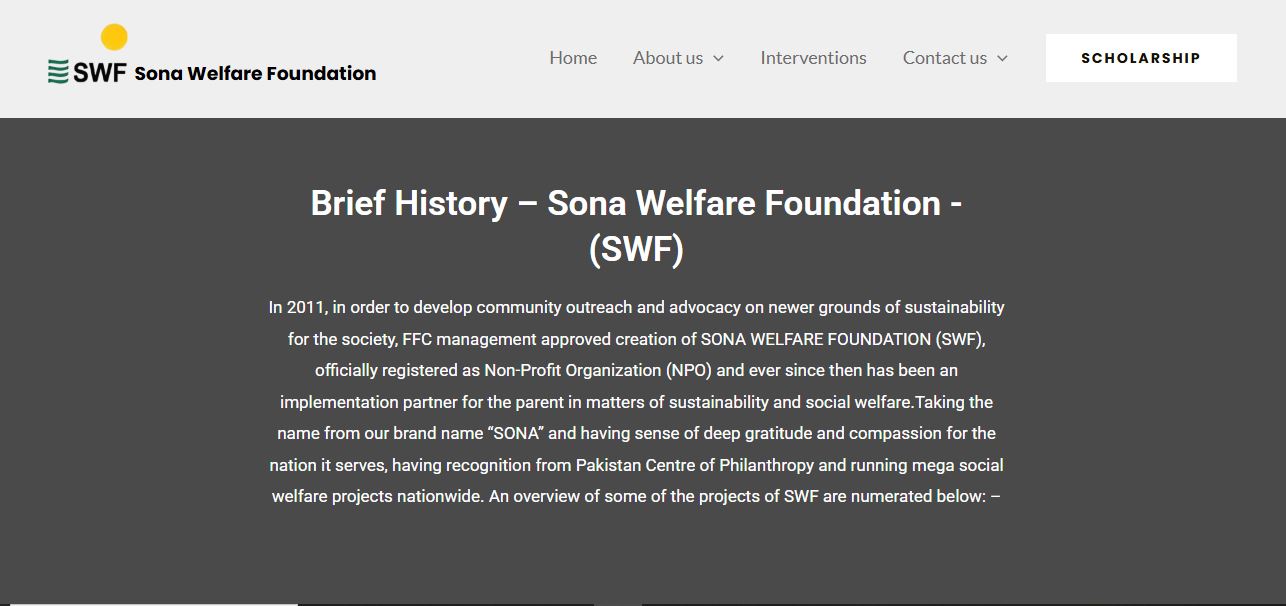 SWF Sona Welfare Foundation
Home About us Interventions Contact us SCHOLARSHIP
Brief History – Sona Welfare Foundation -
(SWF)
In 2011, in order to develop community outreach and advocacy on newer grounds of sustainability
for the society, FFC management approved creation of SONA WELFARE FOUNDATION (SWF),
officially registered as Non-Profit Organization (NPO) and ever since then has been an
implementation partner for the parent in matters of sustainability and social welfare.Taking the
name from our brand name “SONA” and having sense of deep gratitude and compassion for the
nation it serves, having recognition from Pakistan Centre of Philanthropy and running mega social
welfare projects nationwide. An overview of some of the projects of SWF are numerated below: –